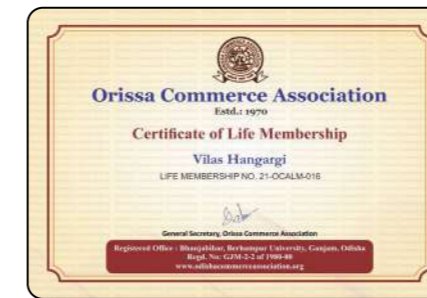 Orissa Commerce Association
Estd.: 1970
Certificate of Life Membership
Vilas Hangargi
LIFE MEMBERSHIP NO. 21-OCALM-016
General Secretary, Orissa Commerce Association
Registered Office : Bhanjabihar, Berhampur University, Ganjam, Odisha
Regd. No: GJM-2-2 of 1980-80
www.odishacommerceassociation.org